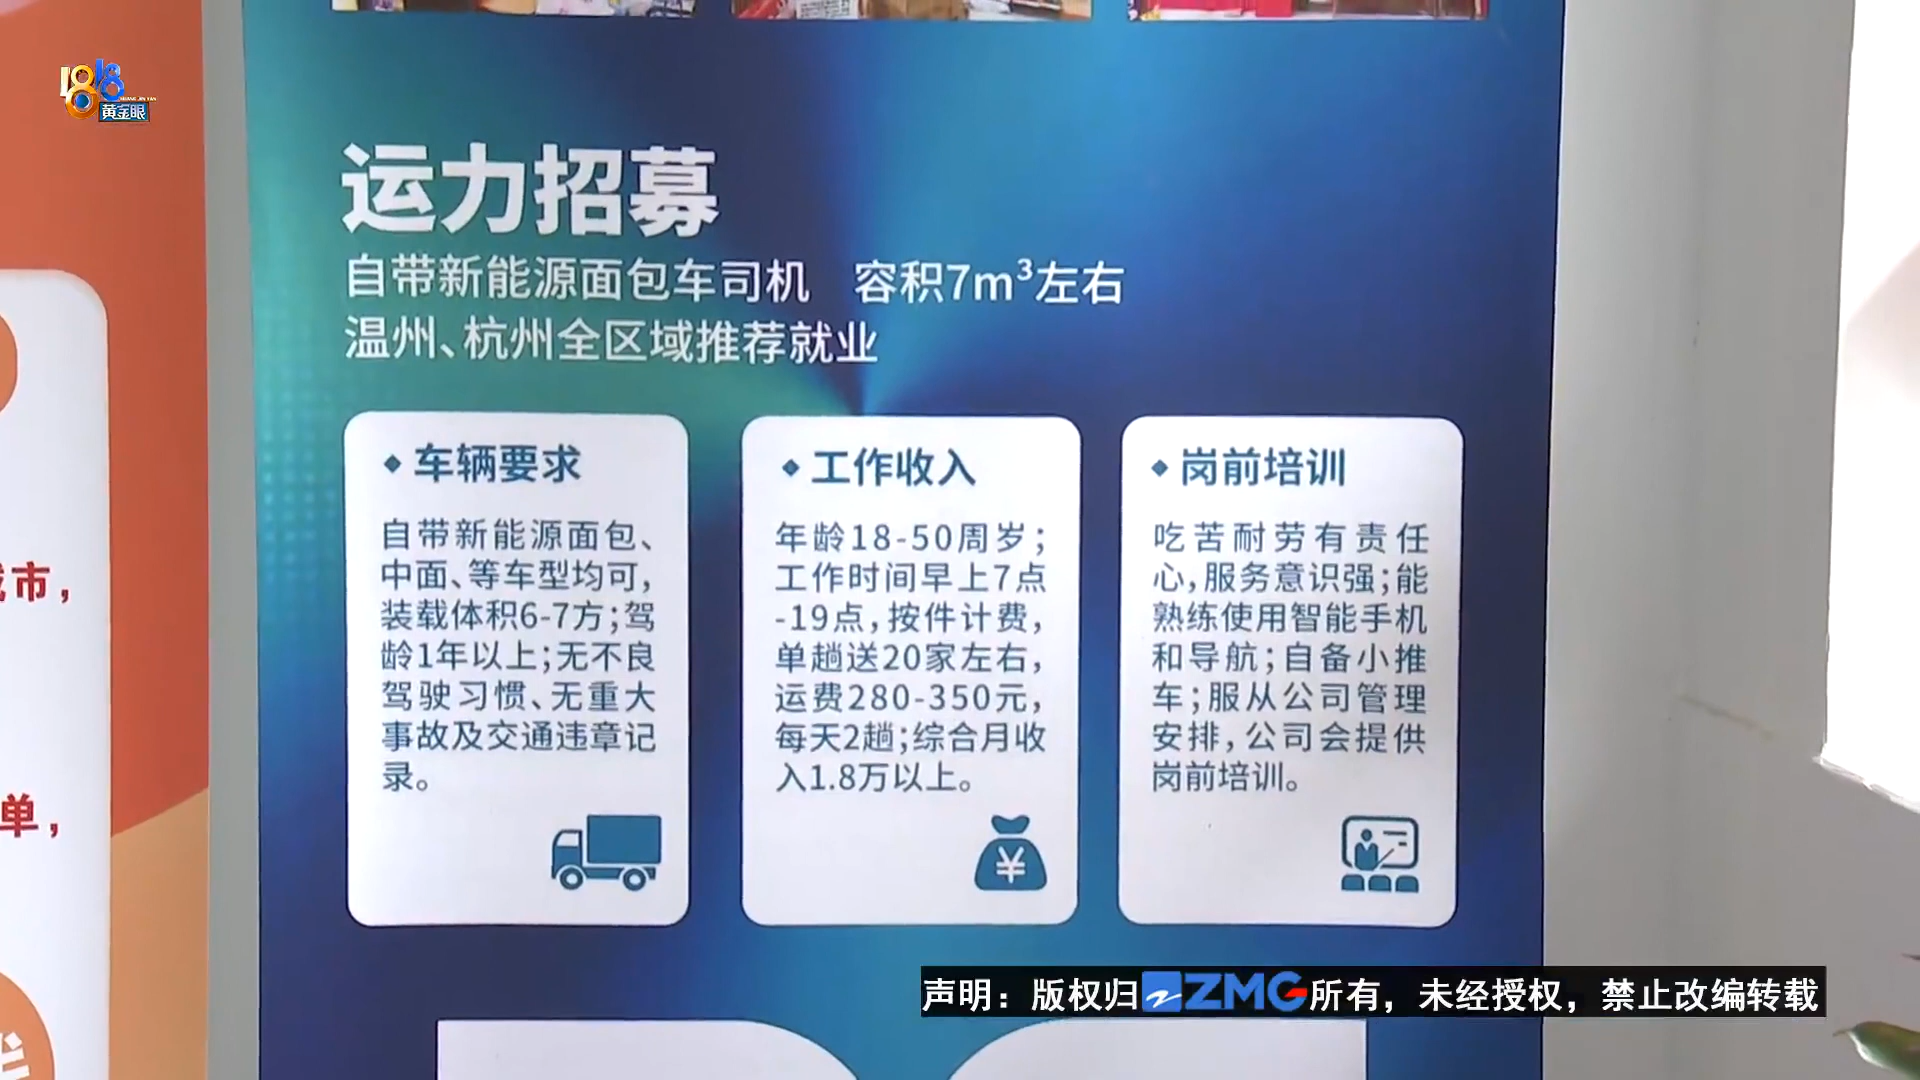 1818
黄金眼
运力招募
自带新能源面包车司机 容积7m³左右
温州、杭州全区域推荐就业
车辆要求
自带新能源面包、
中面、等车型均可,
装载体积6-7方;驾
龄1年以上;无不良
驾驶习惯、无重大
事故及交通违章记
录。
工作收入
年龄18-50周岁;
工作时间早上7点
-19点,按件计费,
单趟送20家左右,
运费280-350元,
每天2趟;综合月收
入1.8万以上。
岗前培训
吃苦耐劳有责任
心,服务意识强;能
熟练使用智能手机
和导航;自备小推
车;服从公司管理
安排,公司会提供
岗前培训。
市,
单,
声明：版权归ZMG所有，未经授权，禁止改编转载